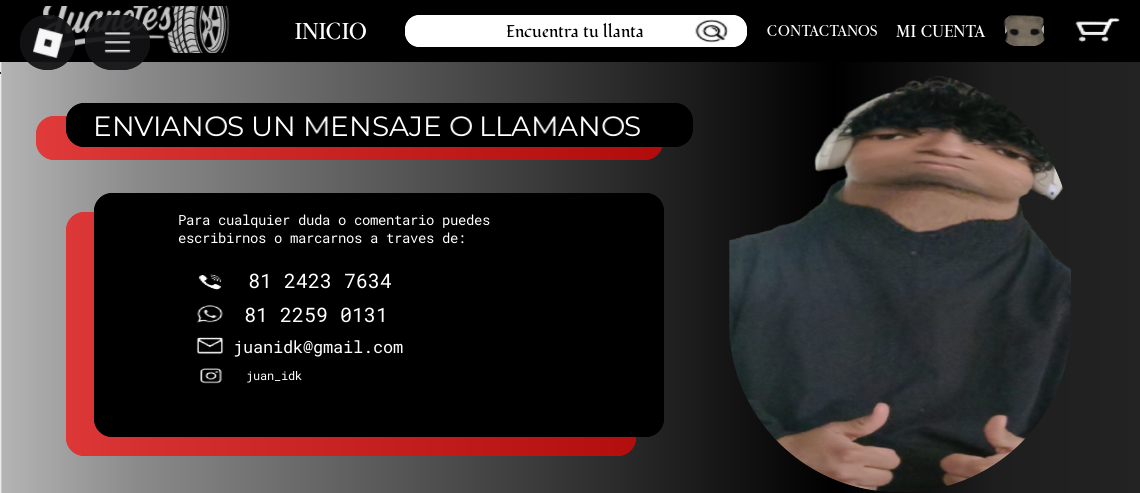 Juanetes
INICIO
Encuentra tu llanta
CONTACTANOS
MI CUENTA
ENVIANOS UN MENSAJE O LLAMANOS
Para cualquier duda o comentario puedes
escribirnos o marcarnos a traves de:
81 2423 7634
81 2259 0131
juanidk@gmail.com
juan_idk